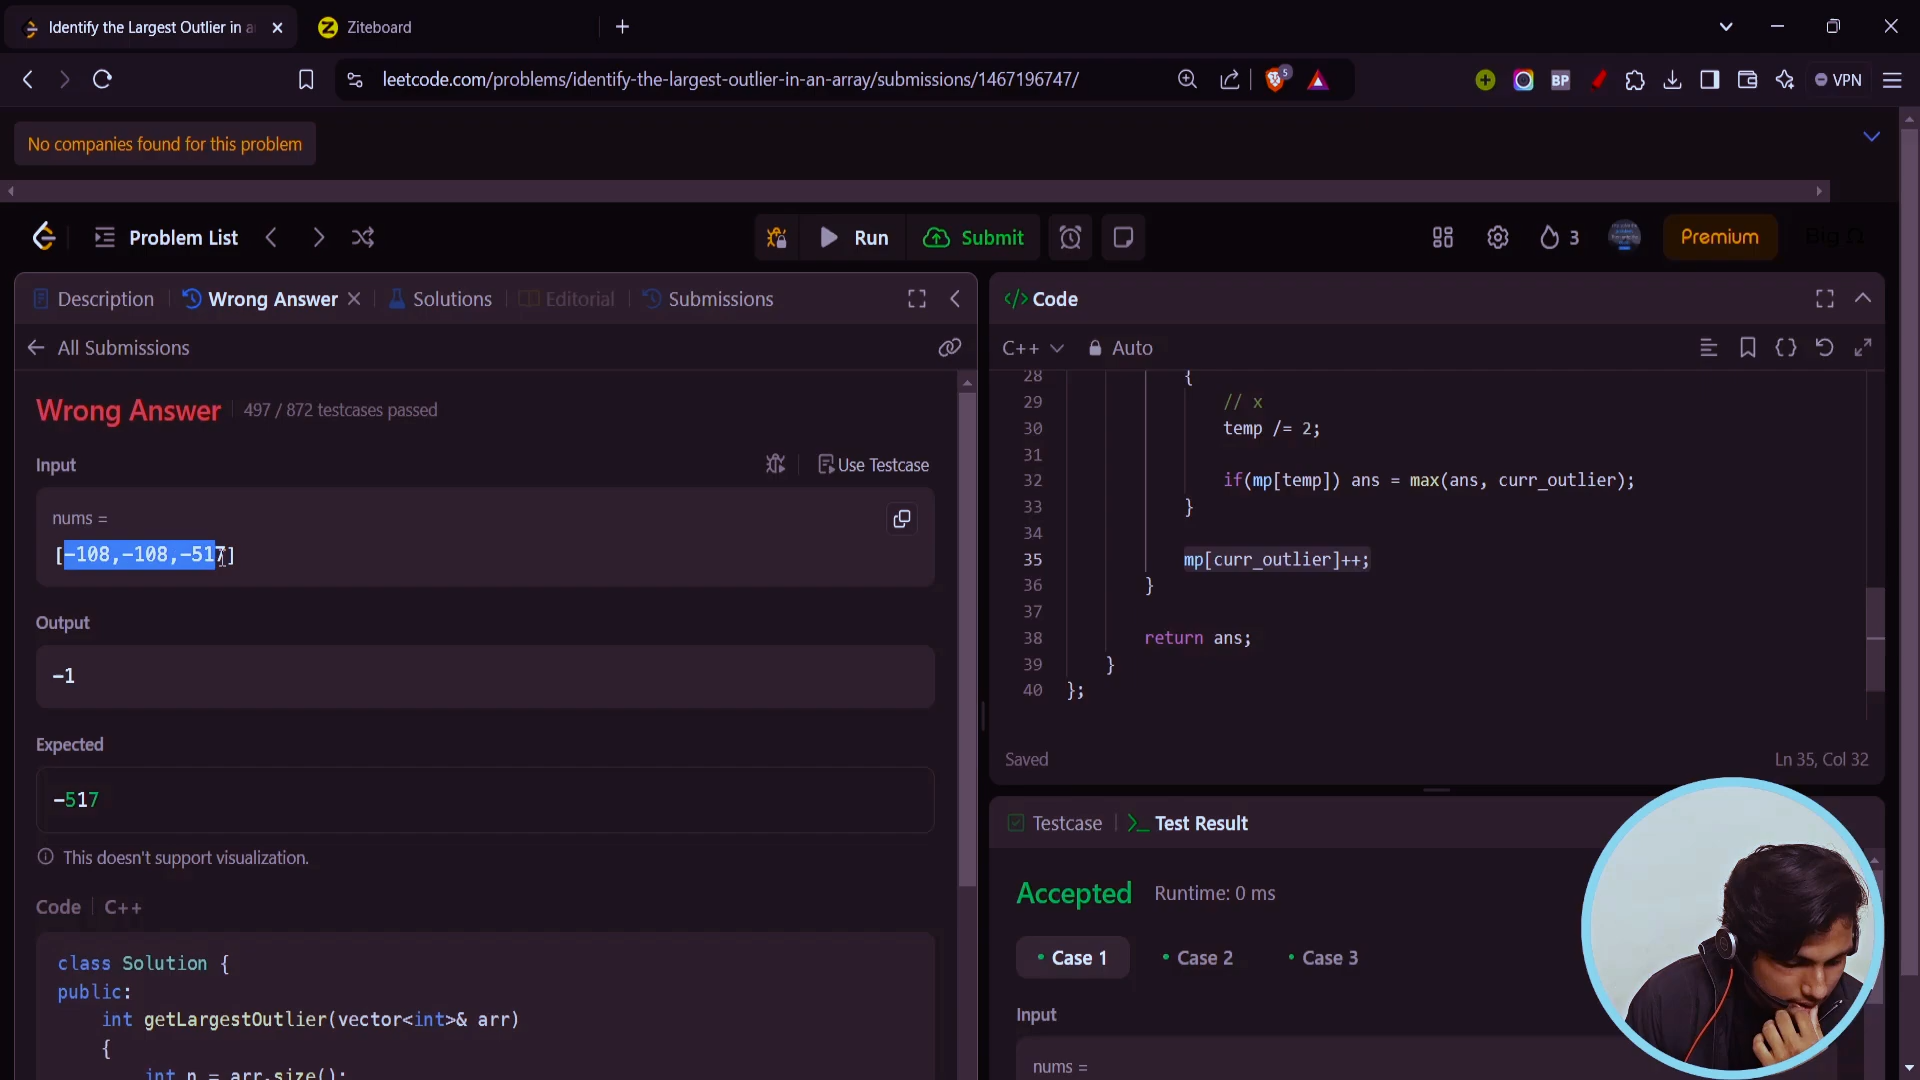 Identify the Largest Outlier in a
Ziteboard
leetcode.com/problems/identify-the-largest-outlier-in-an-array/submissions/1467196747/
5
BP
VPN
No companies found for this problem
Problem List
Run
Submit
3
Premium
Description
Wrong Answer
Solutions
Editorial
Submissions
All Submissions
Wrong Answer
497 / 872 testcases passed
Input
Use Testcase
nums =
[-108,-108,-517]
Output
-1
Expected
-517
This doesn't support visualization.
Code
C++
class Solution {
public:
int getLargestOutlier(vector<int>& arr)
{
int n = arr.size();
</> Code
C++
Auto
28 {
29 // x
30 temp /= 2;
31
32 if(mp[temp]) ans = max(ans, curr_outlier);
33 }
34
35 mp[curr_outlier]++;
36 }
37
38 return ans;
39 }
40 };
Saved
Ln 35, Col 32
Testcase
Test Result
Accepted
Runtime: 0 ms
Case 1
Case 2
Case 3
Input
nums =